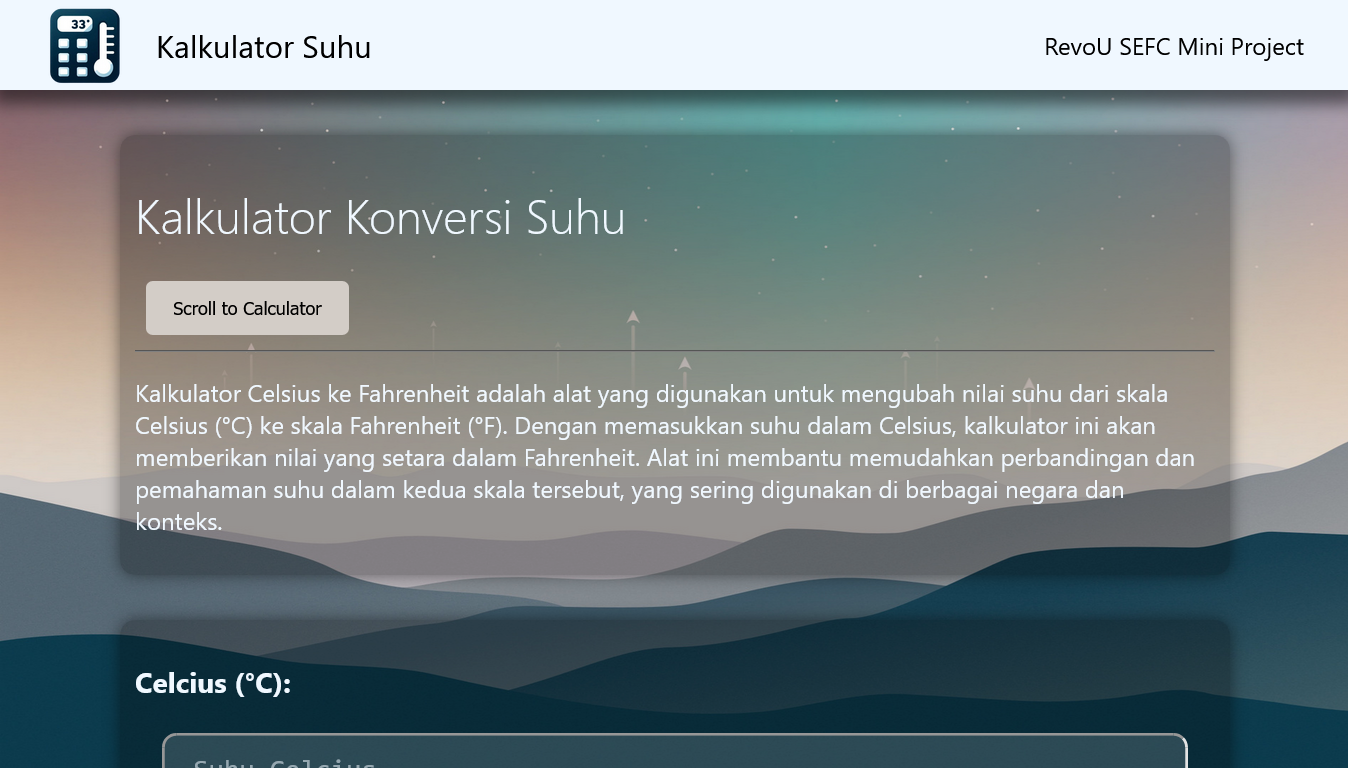 33°
Kalkulator Suhu
RevoU SEFC Mini Project
Kalkulator Konversi Suhu
Scroll to Calculator
Kalkulator Celsius ke Fahrenheit adalah alat yang digunakan untuk mengubah nilai suhu dari skala
Celsius (°C) ke skala Fahrenheit (°F). Dengan memasukkan suhu dalam Celsius, kalkulator ini akan
memberikan nilai yang setara dalam Fahrenheit. Alat ini membantu memudahkan perbandingan dan
pemahaman suhu dalam kedua skala tersebut, yang sering digunakan di berbagai negara dan
konteks.
Celcius (°C):
Suhu Celcius